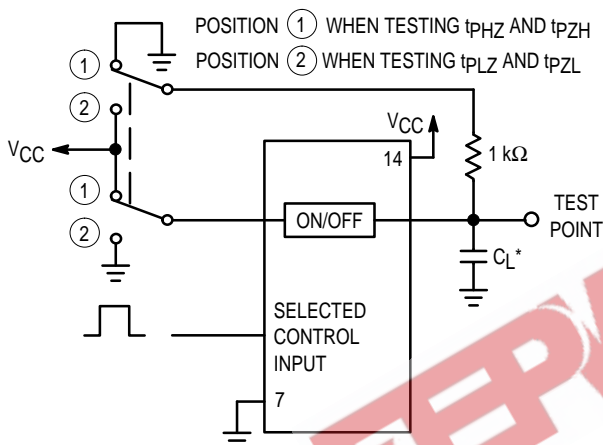 POSITION 1 WHEN TESTING tPHZ AND tPZH
POSITION 2 WHEN TESTING tPLZ AND tPZL
1
2
VCC
1
2
VCC
14
1 kΩ
ON/OFF
TEST
POINT
CL*
SELECTED
CONTROL
INPUT
7